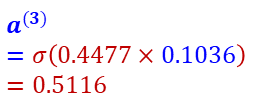 a⁽³⁾
= σ(0.4477 × 0.1036)
= 0.5116